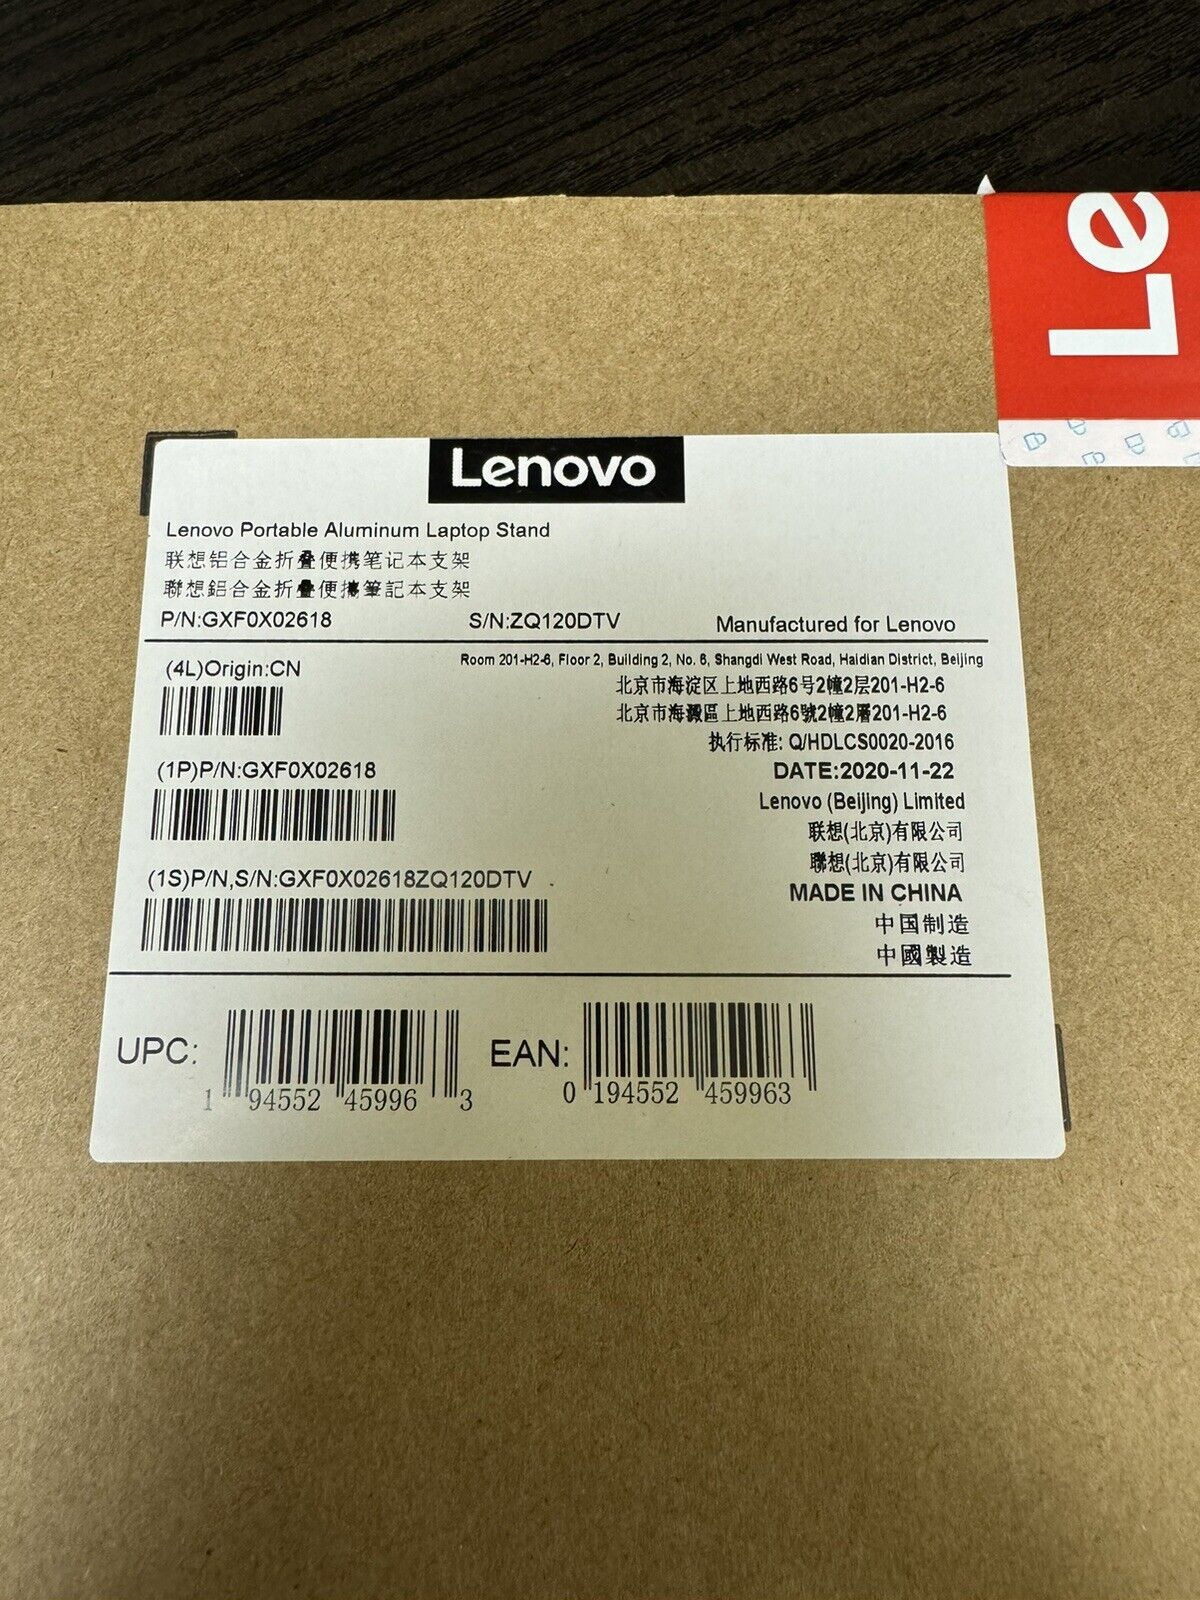 Le
Lenovo
Lenovo Portable Aluminum Laptop Stand
联想铝合金折叠便携笔记本支架
聯想鋁合金折疊便攜筆記本支架
P/N:GXF0X02618 S/N:ZQ120DTV Manufactured for Lenovo
(4L)Origin:CN
Room 201-H2-6, Floor 2, Building 2, No. 6, Shangdi West Road, Haidian District, Beijing
北京市海淀区上地西路6号2幢2层201-H2-6
北京市海澱區上地西路6號2幢2層201-H2-6
执行标准: Q/HDLCS0020-2016
(1P)P/N:GXF0X02618
DATE:2020-11-22
Lenovo (Beijing) Limited
联想(北京)有限公司
聯想(北京)有限公司
(1S)P/N,S/N:GXF0X02618ZQ120DTV
MADE IN CHINA
中国制造
中國製造
UPC: 1 94552 45996 3
EAN: 0 194552 459963